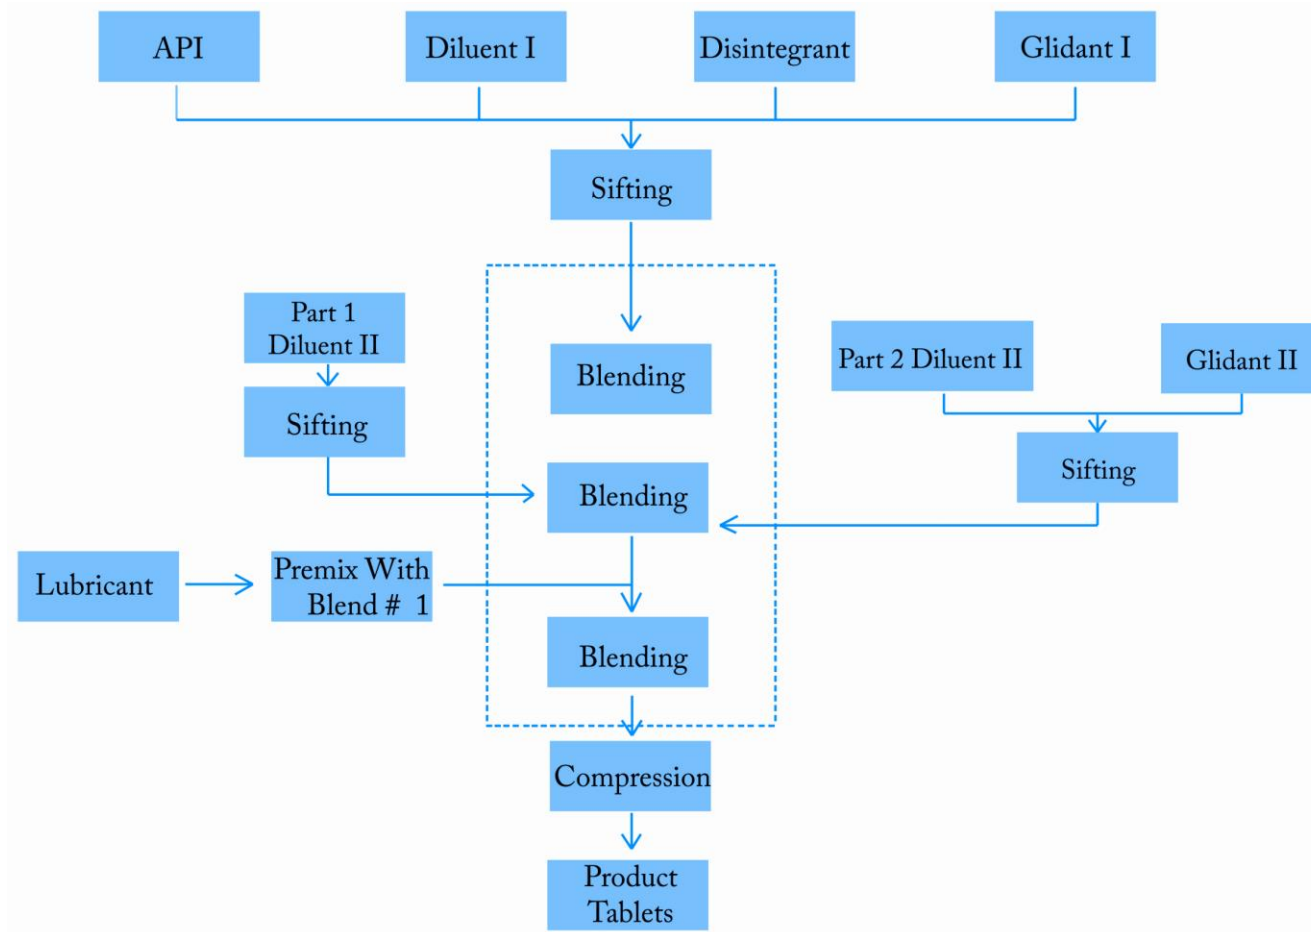 API
Diluent I
Disintegrant
Glidant I
Sifting
Part 1
Diluent II
Blending
Part 2 Diluent II
Glidant II
Sifting
Blending
Sifting
Lubricant
Premix With
Blend # 1
Blending
Compression
Product
Tablets